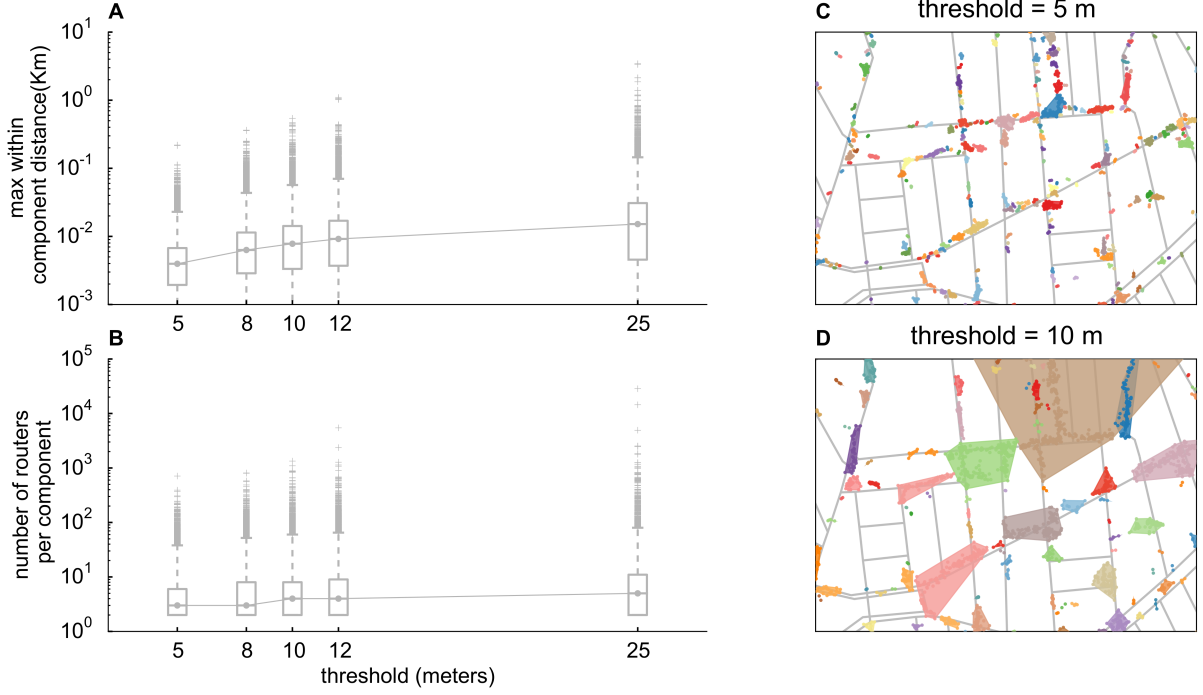 A
max within
component distance(Km)
10^1
10^0
10^-1
10^-2
10^-3
5 8 10 12 25
B
number of routers
per component
10^5
10^4
10^3
10^2
10^1
10^0
5 8 10 12 25
threshold (meters)
C threshold = 5 m
D threshold = 10 m